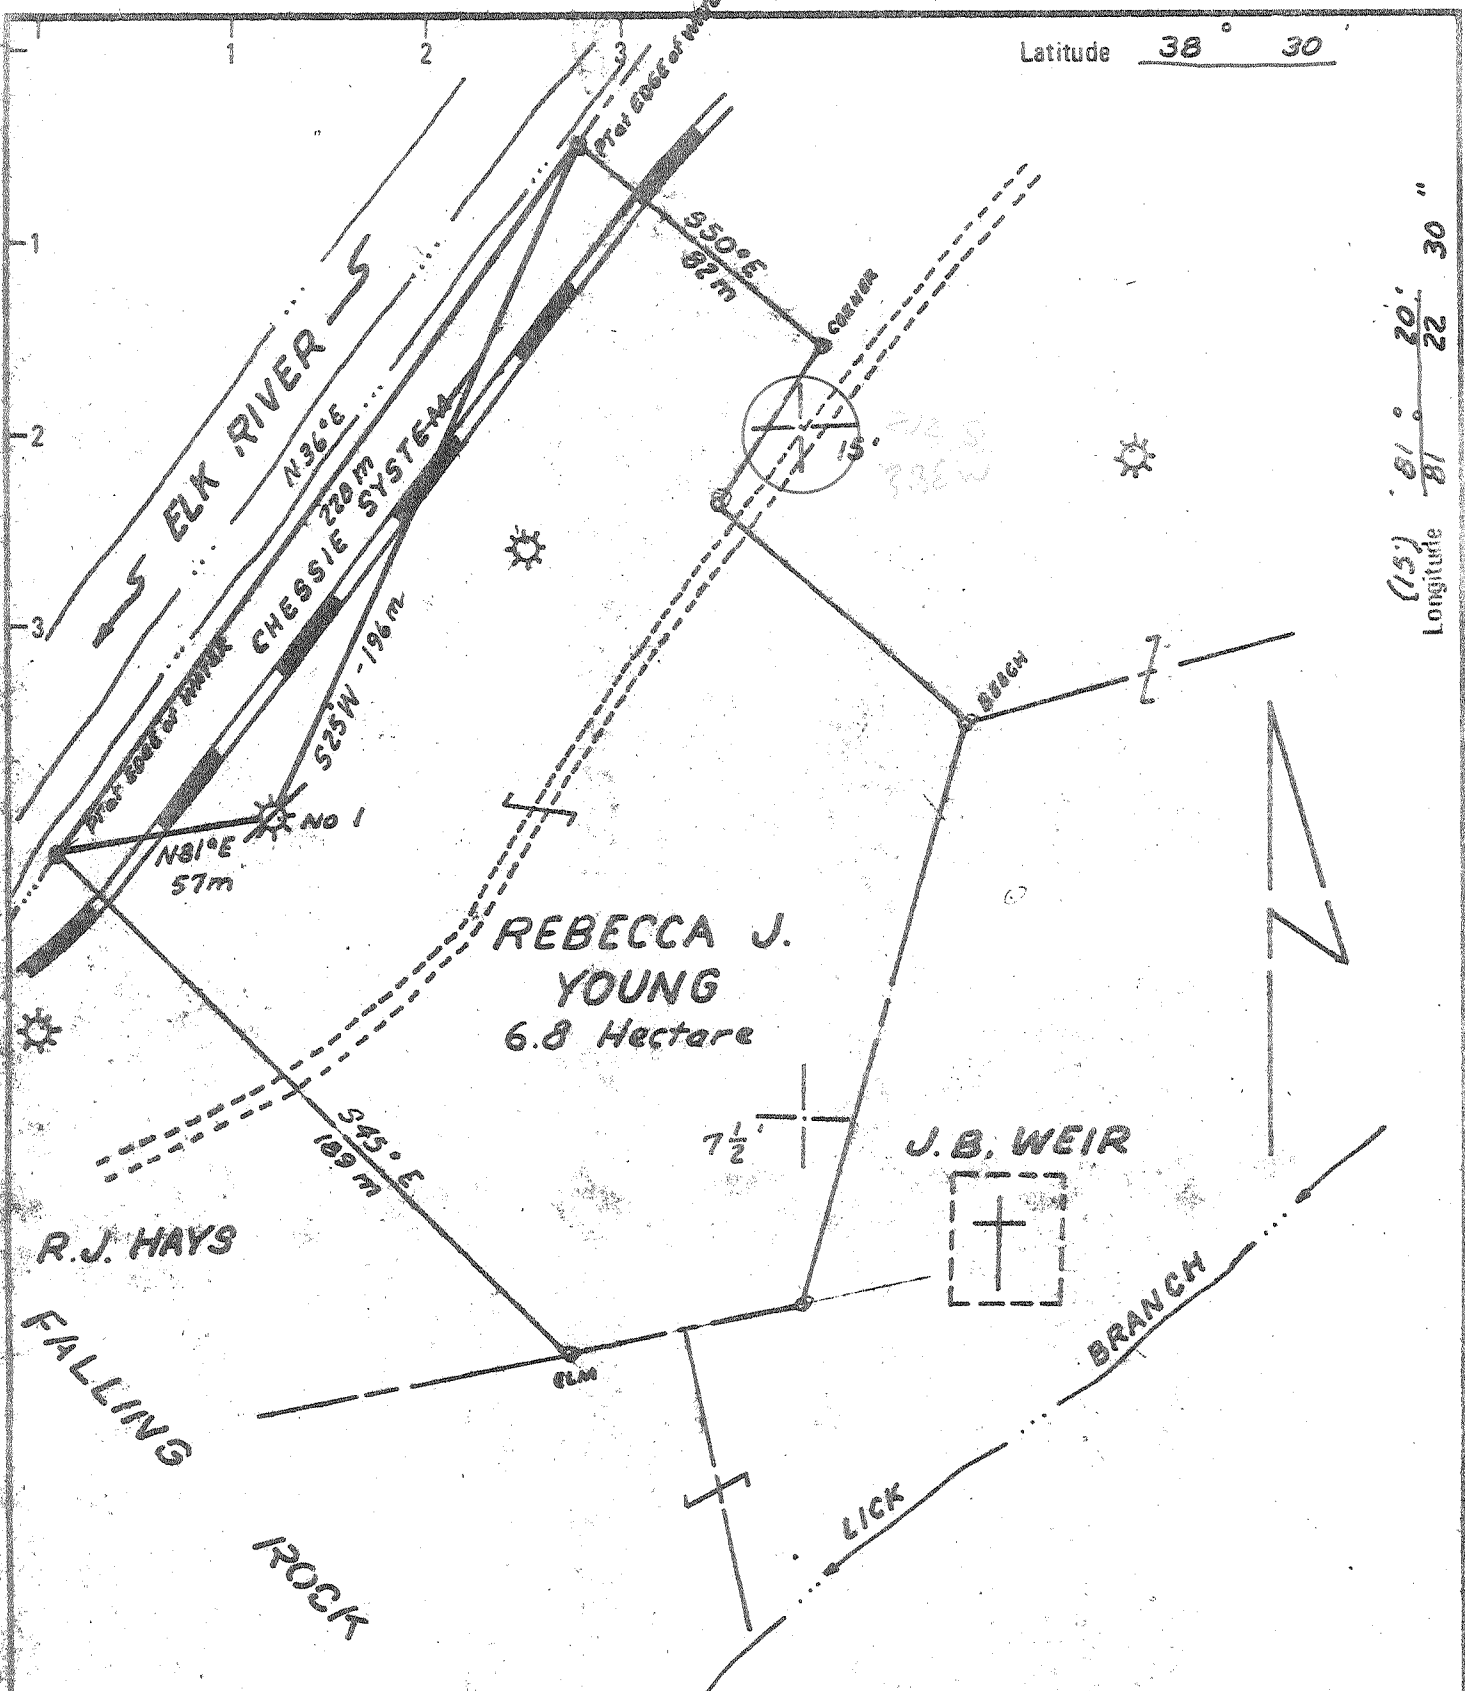 1
2
3
Latitude 38° 30'
1
2
3
(15') 81° 20'
Longitude 81° 22' 30"
PT at EDGE of
S50°E
82m
CORNER
ELK RIVER
N36°E
220m
CHESSIE SYSTEM
15'
S25W - 196m
PT at EDGE of WATER
NO 1
N81°E
57m
BEECH
REBECCA J.
YOUNG
6.8 Hectare
S45°E
189m
7½'
J.B. WEIR
R.J. HAYS
ELM
FALLING
ROCK
LICK
BRANCH